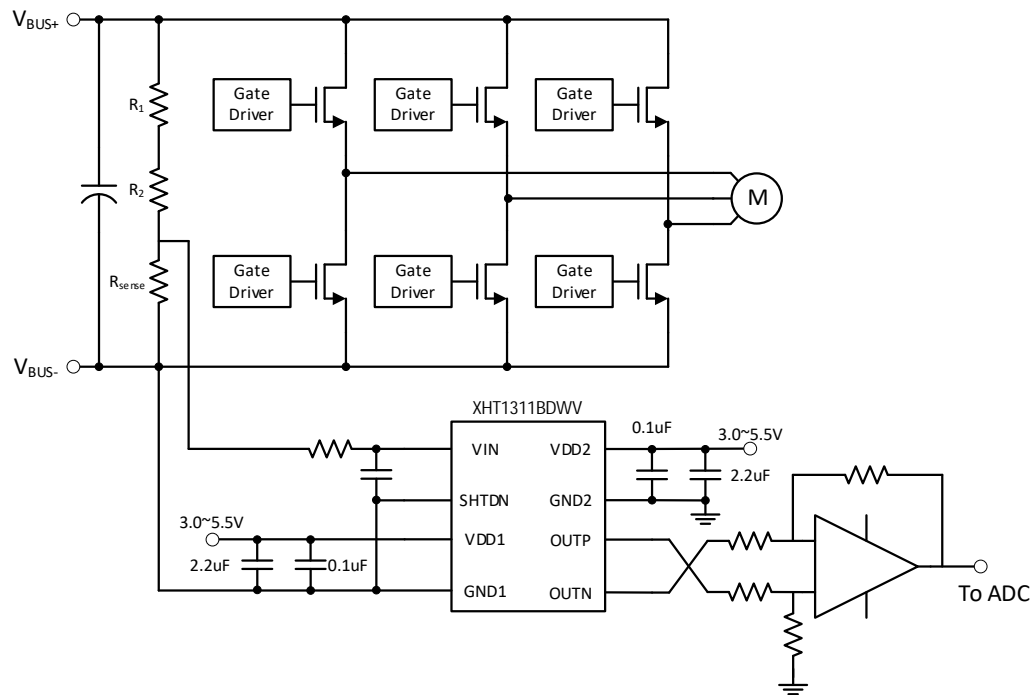 VBUS+
R1
Gate
Driver
Gate
Driver
Gate
Driver
R2
M
Rsense
Gate
Driver
Gate
Driver
Gate
Driver
VBUS-
XHT1311BDWV
VIN
SHTDN
VDD1
GND1
VDD2
GND2
OUTP
OUTN
0.1uF
3.0~5.5V
2.2uF
3.0~5.5V
2.2uF
0.1uF
To ADC